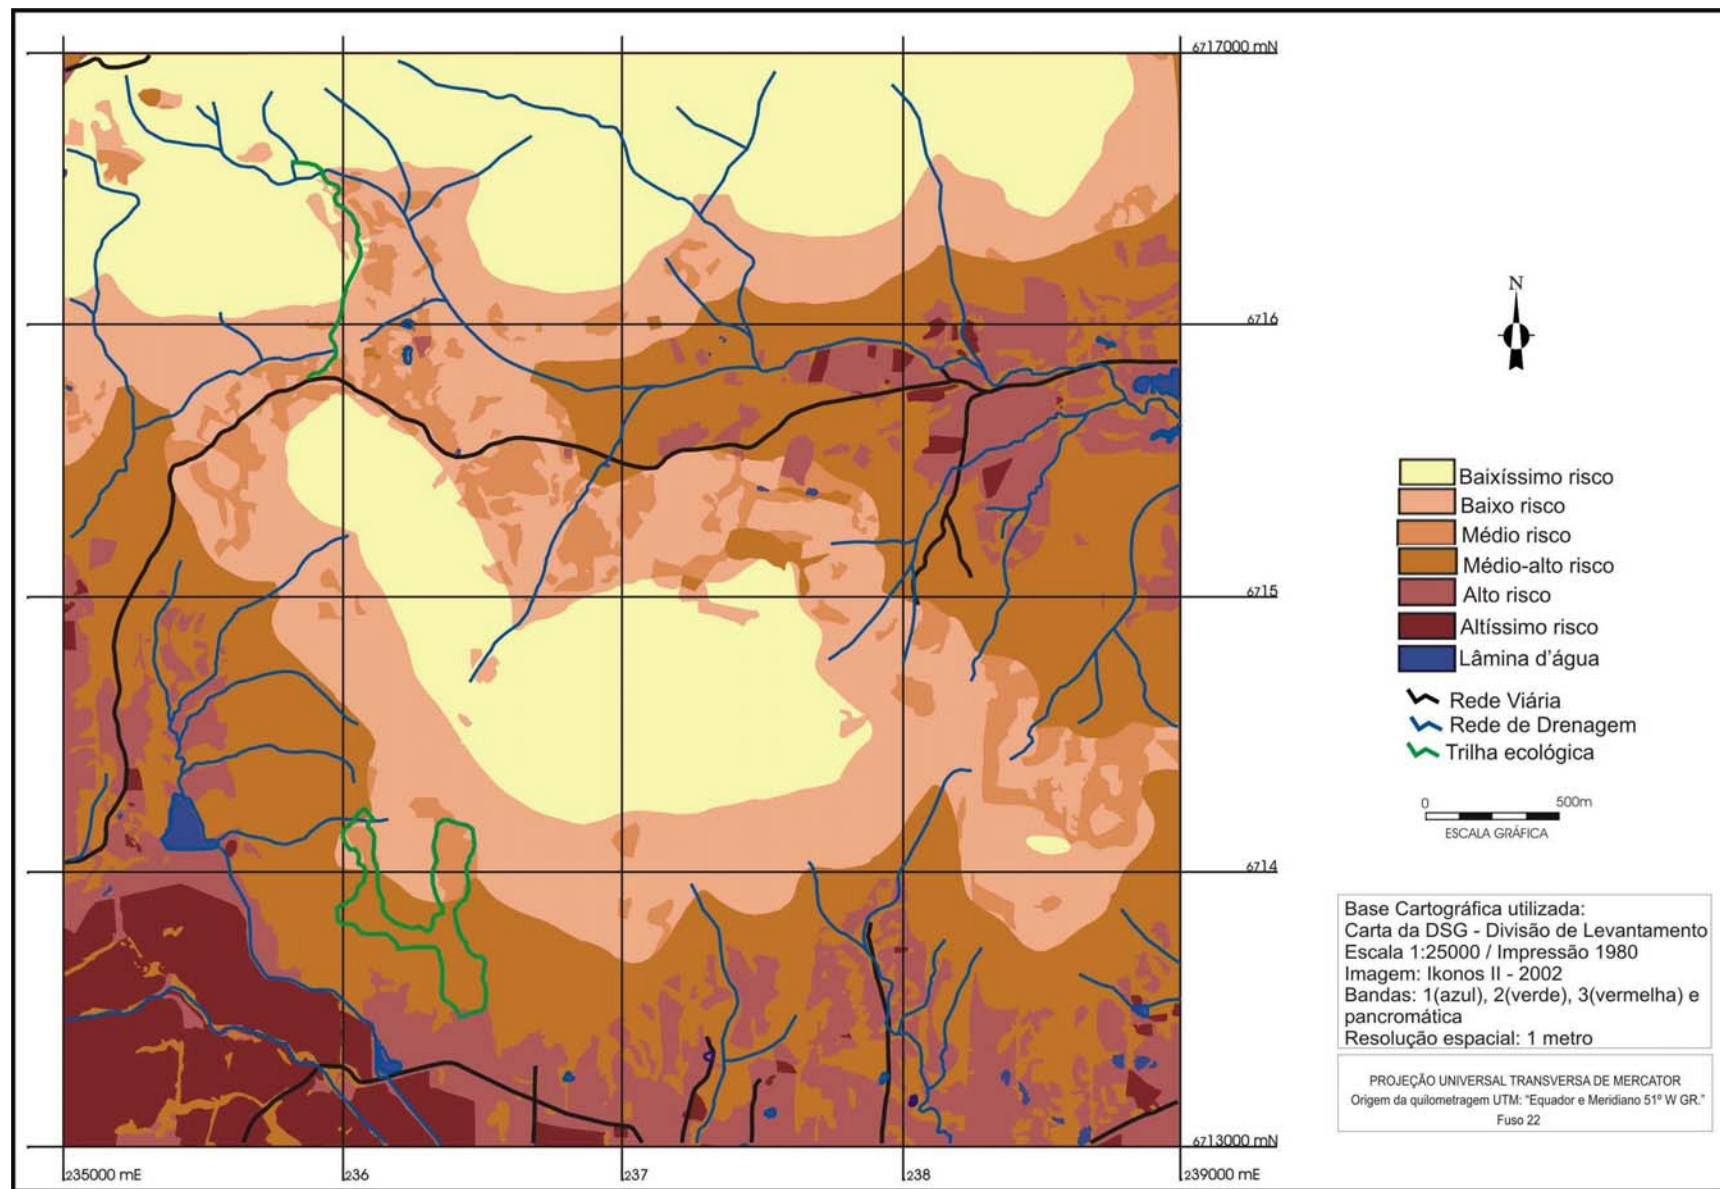 6717000 mN
N
6716
Baixíssimo risco
Baixo risco
Médio risco
Médio-alto risco
6715
Alto risco
Altíssimo risco
Lâmina d'água
Rede Viária
Rede de Drenagem
Trilha ecológica
0 500m
ESCALA GRÁFICA
6714
Base Cartográfica utilizada:
Carta da DSG - Divisão de Levantamento
Escala 1:25000 / Impressão 1980
Imagem: Ikonos II - 2002
Bandas: 1(azul), 2(verde), 3(vermelha) e
pancromática
Resolução espacial: 1 metro
PROJEÇÃO UNIVERSAL TRANSVERSA DE MERCATOR
Origem da quilometragem UTM: "Equador e Meridiano 51º W GR."
Fuso 22
6713000 mN
235000 mE 236 237 238 239000 mE